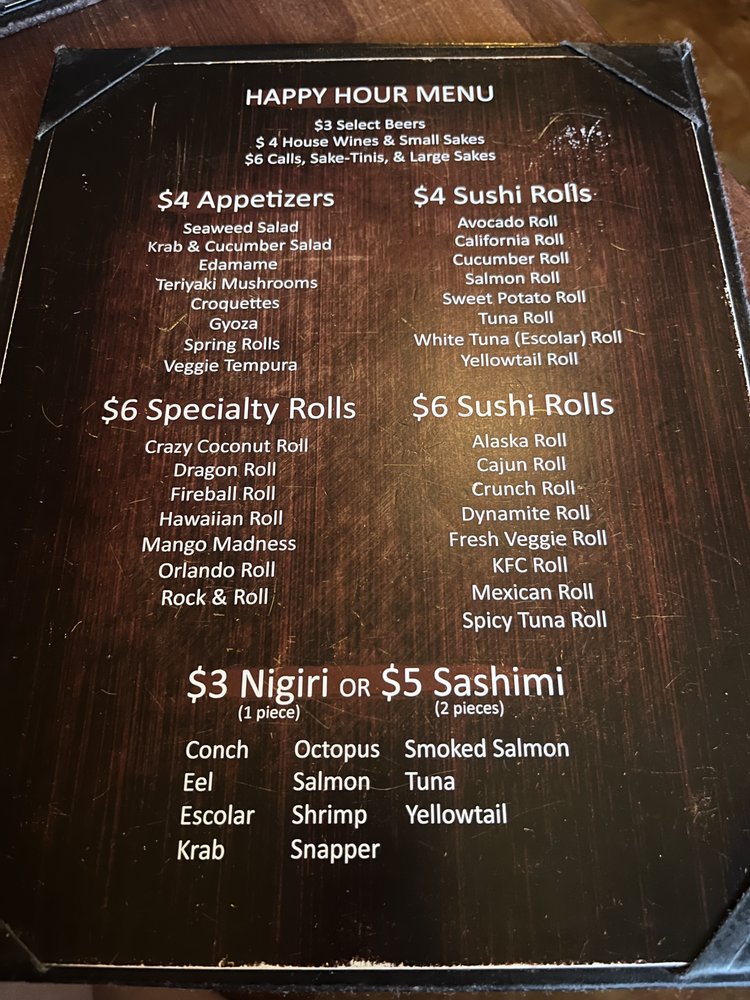 HAPPY HOUR MENU
$3 Select Beers
$ 4 House Wines & Small Sakes
$6 Calls, Sake-Tinis, & Large Sakes
$4 Appetizers
Seaweed Salad
Krab & Cucumber Salad
Edamame
Teriyaki Mushrooms
Croquettes
Gyoza
Spring Rolls
Veggie Tempura
$4 Sushi Rolls
Avocado Roll
California Roll
Cucumber Roll
Salmon Roll
Sweet Potato Roll
Tuna Roll
White Tuna (Escolar) Roll
Yellowtail Roll
$6 Specialty Rolls
Crazy Coconut Roll
Dragon Roll
Fireball Roll
Hawaiian Roll
Mango Madness
Orlando Roll
Rock & Roll
$6 Sushi Rolls
Alaska Roll
Cajun Roll
Crunch Roll
Dynamite Roll
Fresh Veggie Roll
KFC Roll
Mexican Roll
Spicy Tuna Roll
$3 Nigiri OR $5 Sashimi
(1 piece) (2 pieces)
Conch Octopus Smoked Salmon
Eel Salmon Tuna
Escolar Shrimp Yellowtail
Krab Snapper